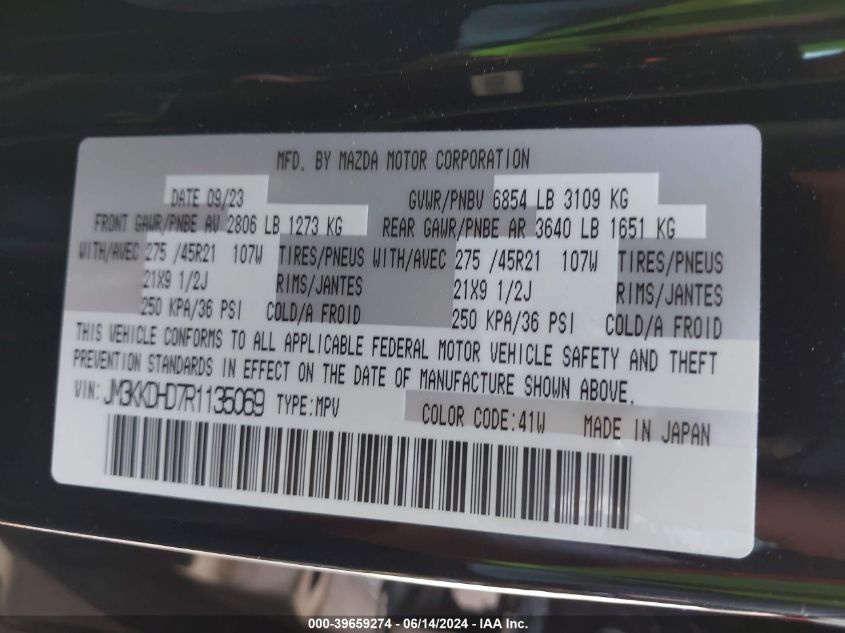 MFD. BY MAZDA MOTOR CORPORATION
DATE 09/23 GVWR/PNBV 6854 LB 3109 KG
FRONT GAWR/PNBE AV 2806 LB 1273 KG REAR GAWR/PNBE AR 3640 LB 1651 KG
WITH/AVEC 275 /45R21 107W TIRES/PNEUS WITH/AVEC 275 /45R21 107W TIRES/PNEUS
21X9 1/2J RIMS/JANTES 21X9 1/2J RIMS/JANTES
250 KPA/36 PSI COLD/A FROID 250 KPA/36 PSI COLD/A FROID
THIS VEHICLE CONFORMS TO ALL APPLICABLE FEDERAL MOTOR VEHICLE SAFETY AND THEFT
PREVENTION STANDARDS IN EFFECT ON THE DATE OF MANUFACTURE SHOWN ABOVE.
VIN: JM3KKDHD7R1135069 TYPE:MPV COLOR CODE:41W MADE IN JAPAN
000-39659274 - 06/14/2024 - IAA Inc.